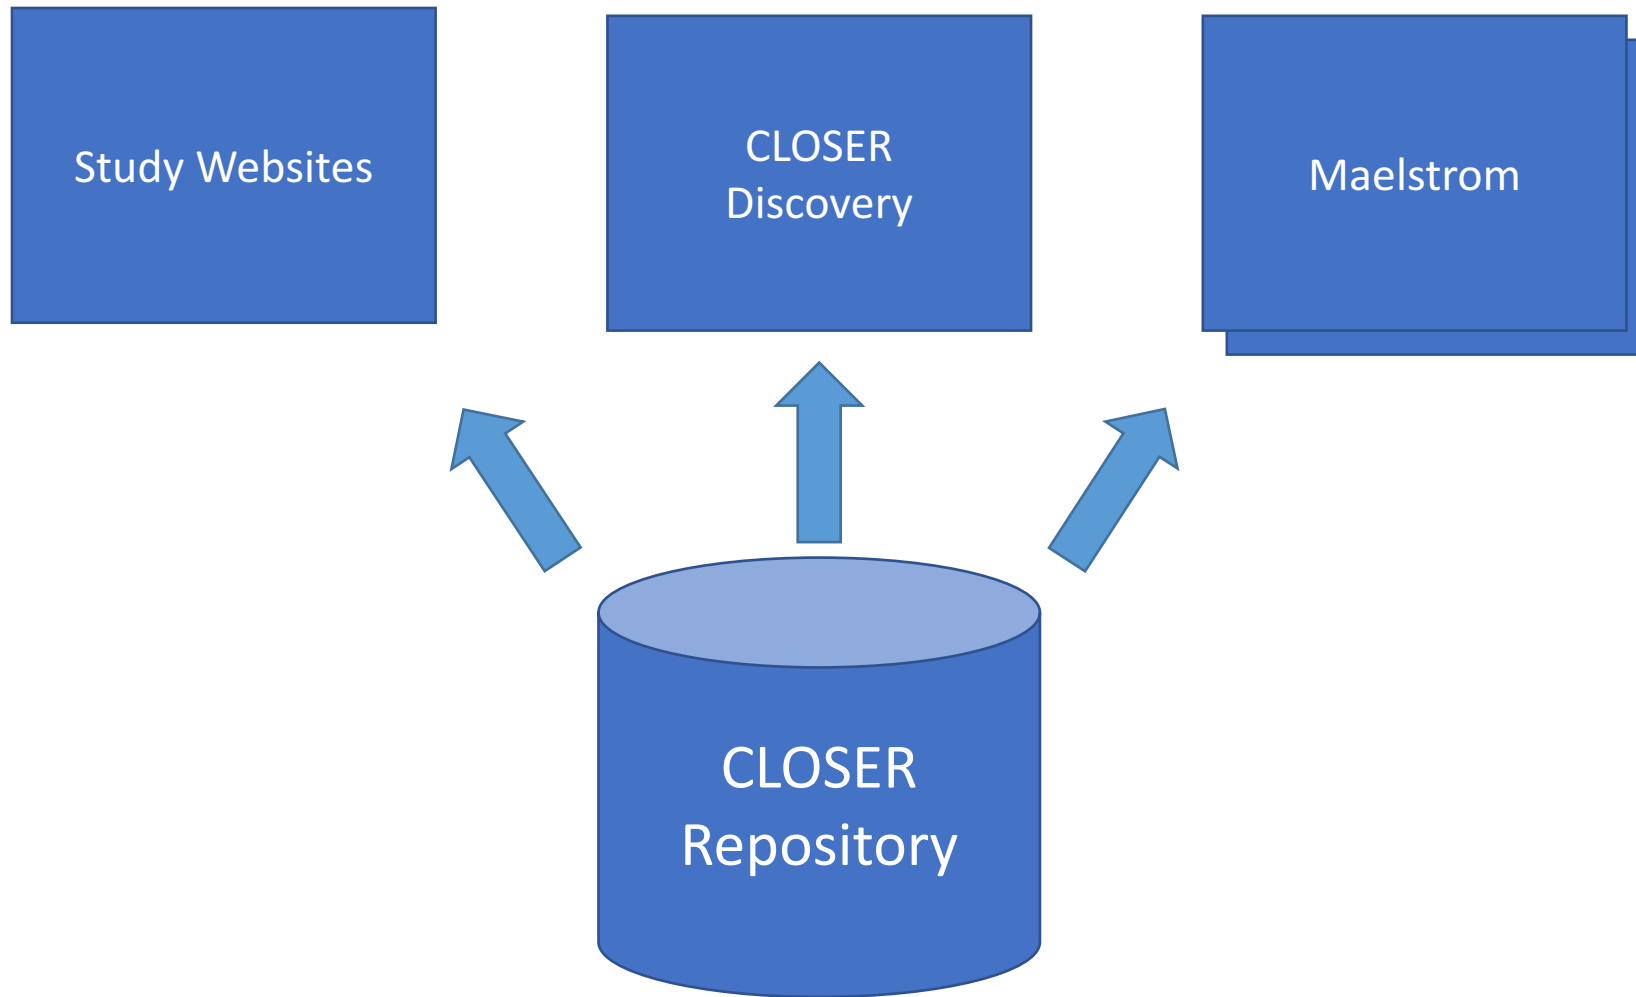 Study Websites
CLOSER
Discovery
Maelstrom
CLOSER
Repository